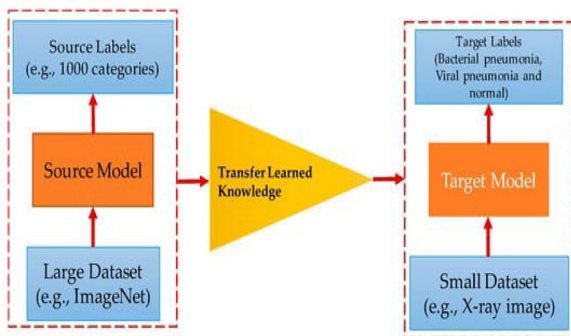 Source Labels
(e.g., 1000 categories)
Source Model
Large Dataset
(e.g., ImageNet)
Transfer Learned
Knowledge
Target Labels
(Bacterial pneumonia,
Viral pneumonia and
normal)
Target Model
Small Dataset
(e.g., X-ray image)